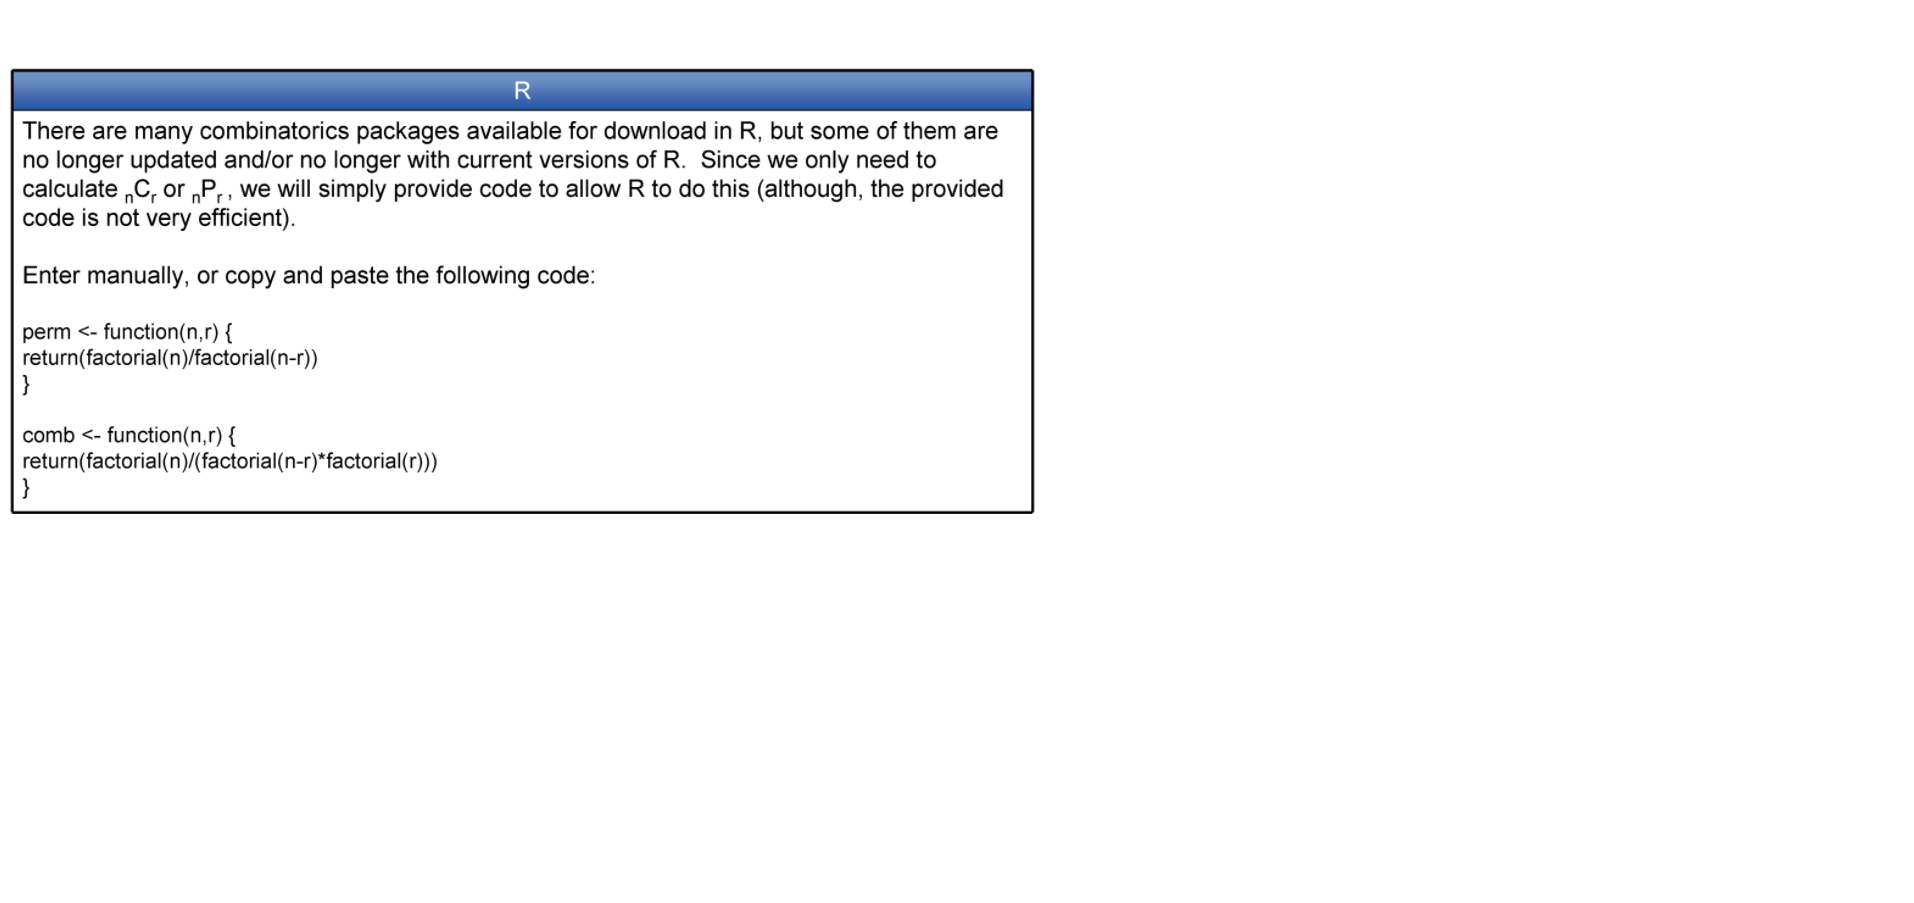 R
There are many combinatorics packages available for download in R, but some of them are
no longer updated and/or no longer with current versions of R.  Since we only need to
calculate nCr or nPr , we will simply provide code to allow R to do this (although, the provided
code is not very efficient).
Enter manually, or copy and paste the following code:
perm <- function(n,r) {
return(factorial(n)/factorial(n-r))
}
comb <- function(n,r) {
return(factorial(n)/(factorial(n-r)*factorial(r)))
}